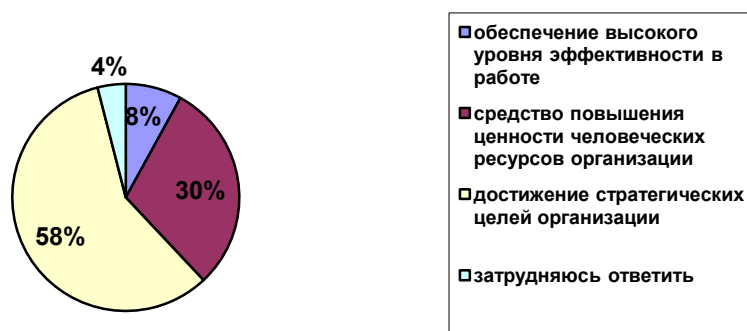 4%
8%
30%
58%
обеспечение высокого
уровня эффективности в
работе
средство повышения
ценности человеческих
ресурсов организации
достижение стратегических
целей организации
затрудняюсь ответить